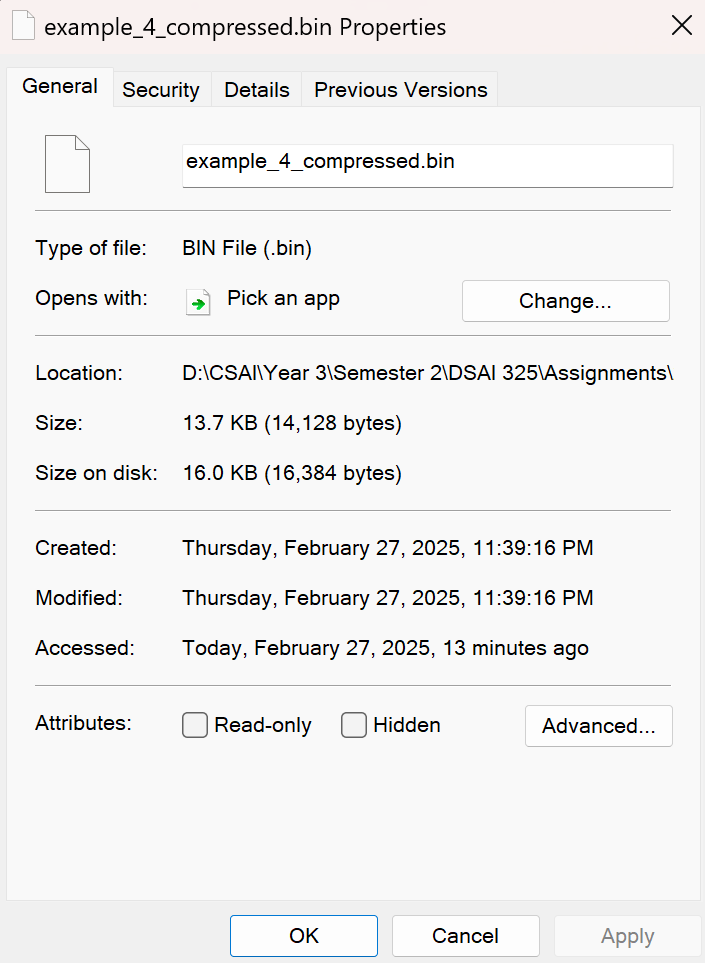 example_4_compressed.bin Properties
General Security Details Previous Versions
example_4_compressed.bin
Type of file: BIN File (.bin)
Opens with: Pick an app Change...
Location: D:\CSAI\Year 3\Semester 2\DSAI 325\Assignments\
Size: 13.7 KB (14,128 bytes)
Size on disk: 16.0 KB (16,384 bytes)
Created: Thursday, February 27, 2025, 11:39:16 PM
Modified: Thursday, February 27, 2025, 11:39:16 PM
Accessed: Today, February 27, 2025, 13 minutes ago
Attributes: Read-only Hidden Advanced...
OK Cancel Apply